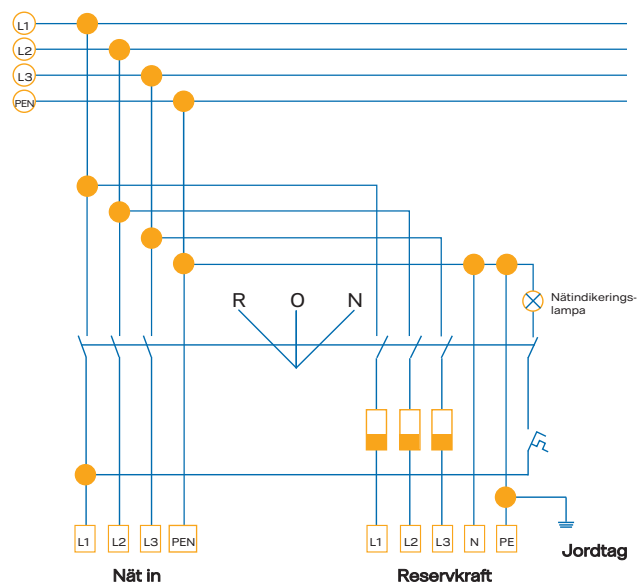 L1
L2
L3
PEN
R O N
Nätindikerings-
lampa
L1 L2 L3 PEN L1 L2 L3 N PE
Jordtag
Nät in Reservkraft